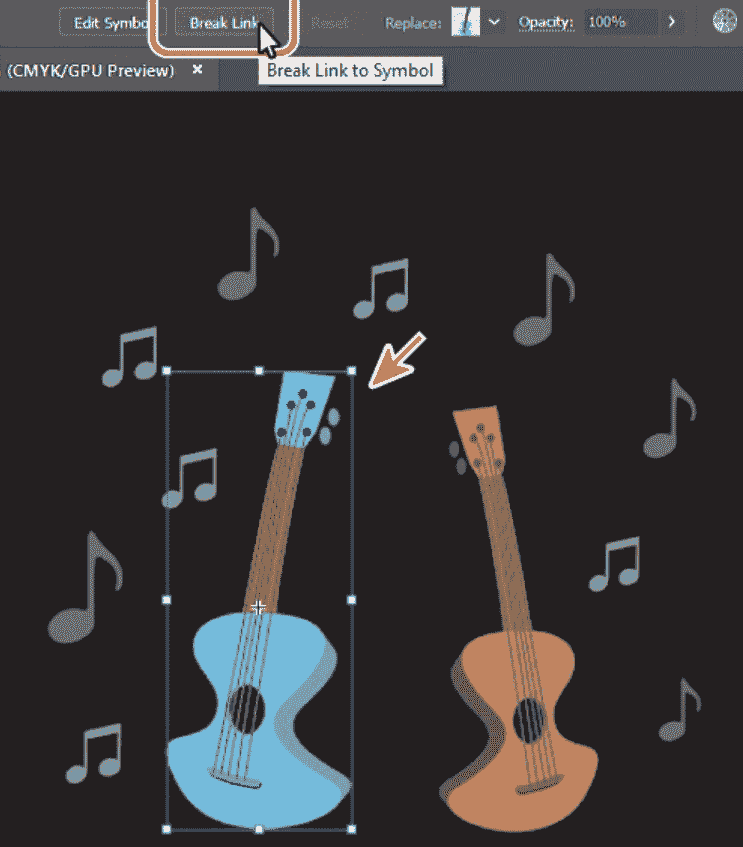 Edit Symbol Break Link Reset Replace: Opacity: 100%
(CMYK/GPU Preview) ×
Break Link to Symbol